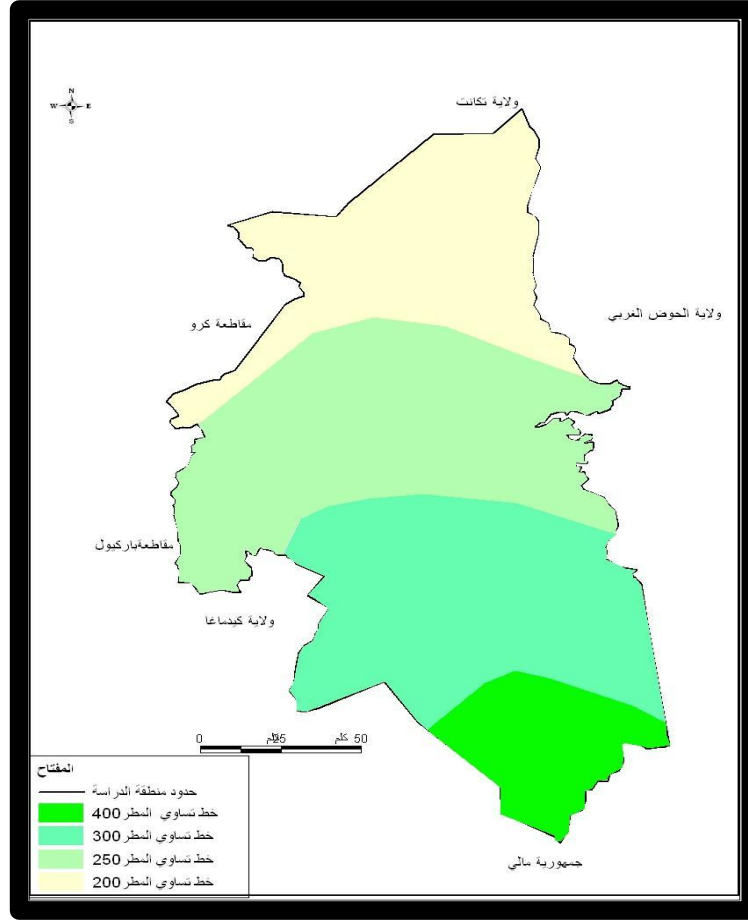 ولاية تكانت
N
W E
S
ولاية الحوض الغربي
مقاطعة كرو
مقاطعةباركيول
ولاية كيدماغا
0 25كلم 50 كلم
جمهورية مالي
المفتاح
حدود منطقة الدراسة
خط تساوي المطر 400
خط تساوي المطر 300
خط تساوي المطر 250
خط تساوي المطر 200